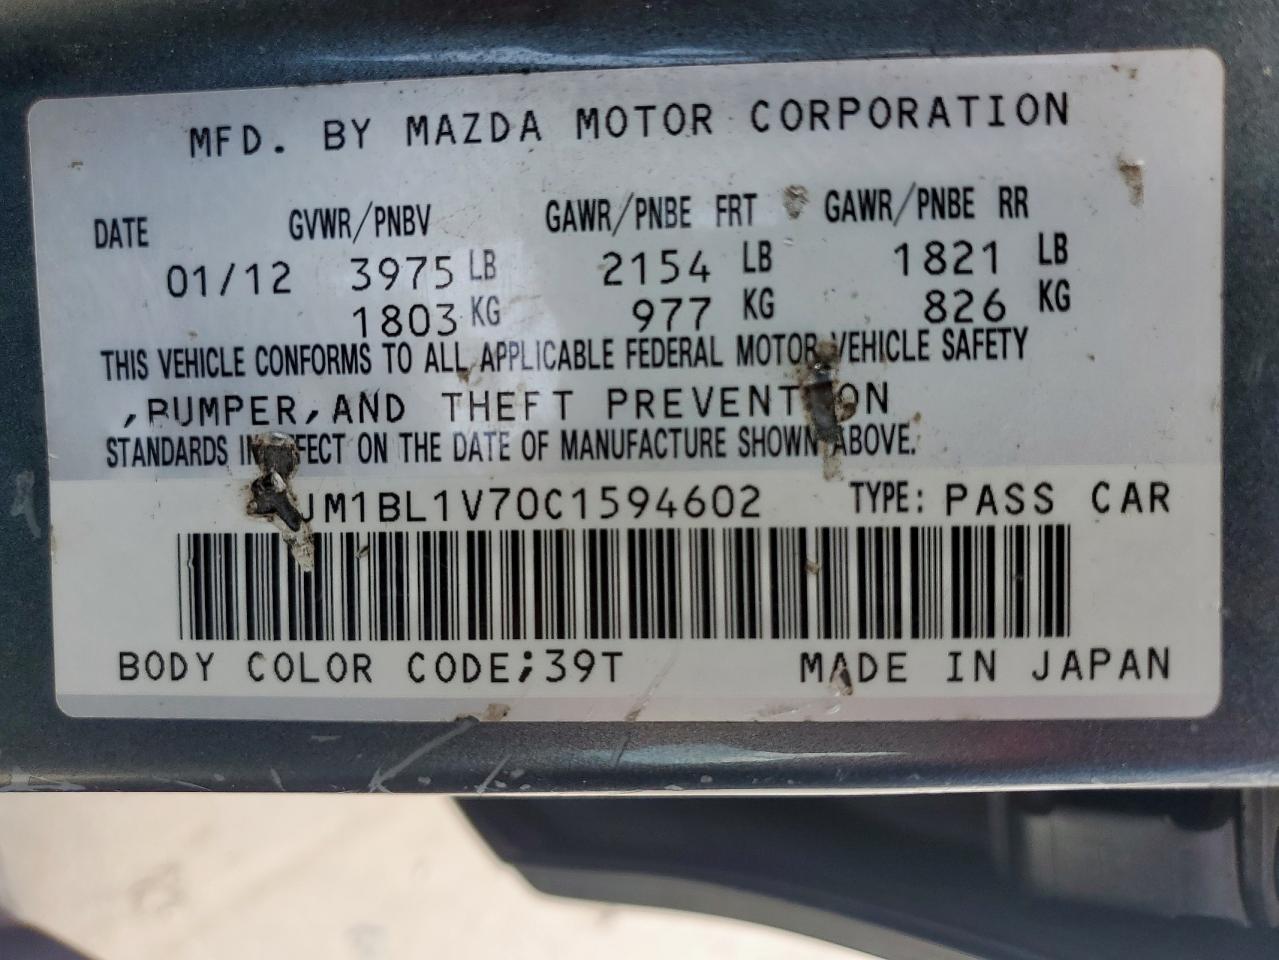 MFD. BY MAZDA MOTOR CORPORATION
DATE GVWR/PNBV GAWR/PNBE FRT GAWR/PNBE RR
01/12 3975 LB 2154 LB 1821 LB
1803 KG 977 KG 826 KG
THIS VEHICLE CONFORMS TO ALL APPLICABLE FEDERAL MOTOR VEHICLE SAFETY
,BUMPER,AND THEFT PREVENTION
STANDARDS IN EFFECT ON THE DATE OF MANUFACTURE SHOWN ABOVE.
JM1BL1V70C1594602 TYPE: PASS CAR
BODY COLOR CODE;39T MADE IN JAPAN